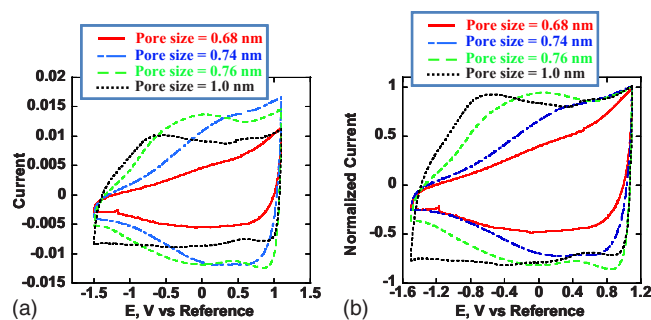 Pore size = 0.68 nm
Pore size = 0.74 nm
Pore size = 0.76 nm
Pore size = 1.0 nm
0.02
0.015
0.01
0.005
0
-0.005
-0.01
-0.015
Current
-1.5 -1 -0.5 0 0.5 1 1.5
E, V vs Reference
(a)
Pore size = 0.68 nm
Pore size = 0.74 nm
Pore size = 0.76 nm
Pore size = 1.0 nm
1
0.5
0
-0.5
-1
Normalized Current
-1.6 -1.2 -0.8 -0.4 0 0.4 0.8 1.2
E, V vs Reference
(b)